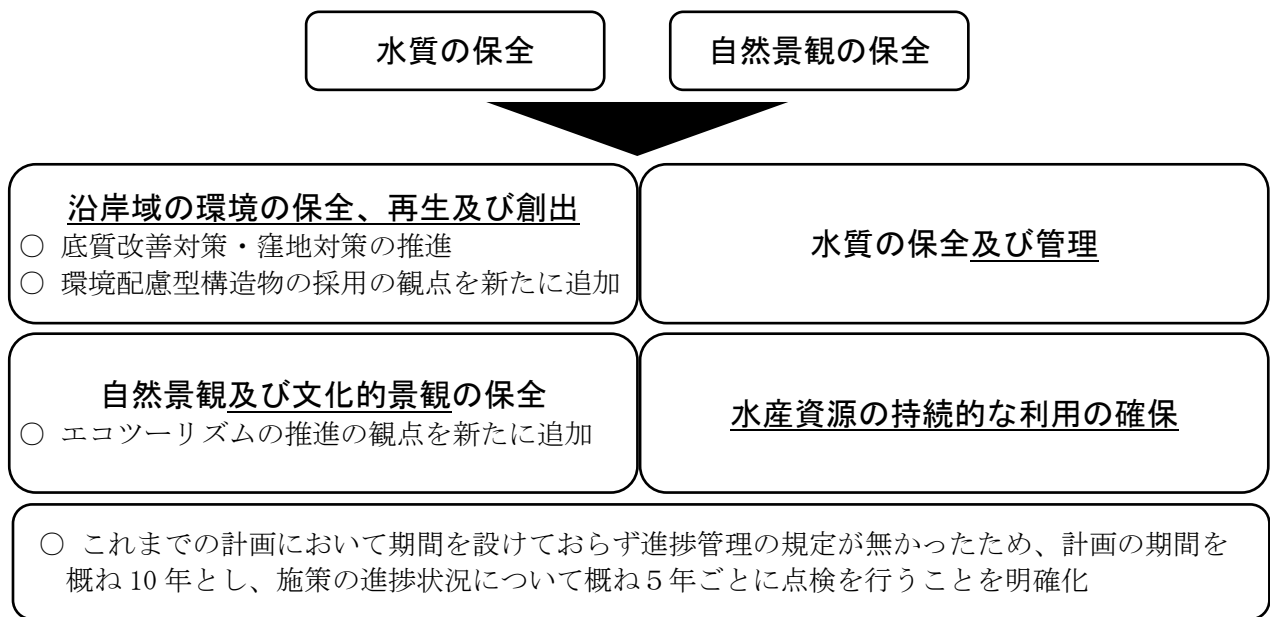 水質の保全
自然景観の保全
沿岸域の環境の保全、再生及び創出
○ 底質改善対策・窪地対策の推進
○ 環境配慮型構造物の採用の観点を新たに追加
水質の保全及び管理
自然景観及び文化的景観の保全
○ エコツーリズムの推進の観点を新たに追加
水産資源の持続的な利用の確保
○ これまでの計画において期間を設けておらず進捗管理の規定が無かったため、計画の期間を
概ね 10 年とし、施策の進捗状況について概ね５年ごとに点検を行うことを明確化